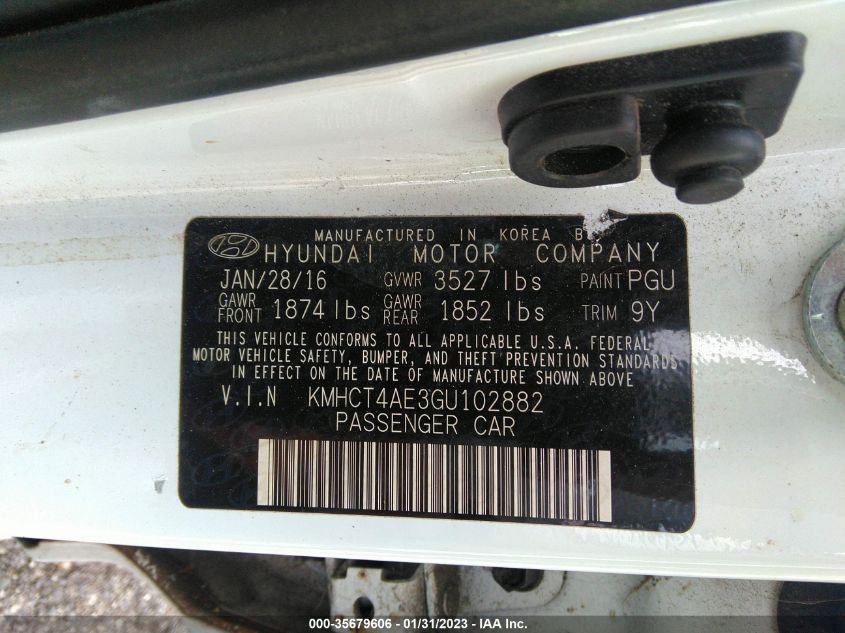 MANUFACTURED IN KOREA B
HYUNDAI MOTOR COMPANY
JAN/28/16 GVWR 3527 lbs PAINT PGU
GAWR FRONT 1874 lbs GAWR REAR 1852 lbs TRIM 9Y
THIS VEHICLE CONFORMS TO ALL APPLICABLE U.S.A. FEDERAL
MOTOR VEHICLE SAFETY, BUMPER, AND THEFT PREVENTION STANDARDS
IN EFFECT ON THE DATE OF MANUFACTURE SHOWN ABOVE
V.I.N KMHCT4AE3GU102882
PASSENGER CAR
000-35679606 - 01/31/2023 - IAA Inc.